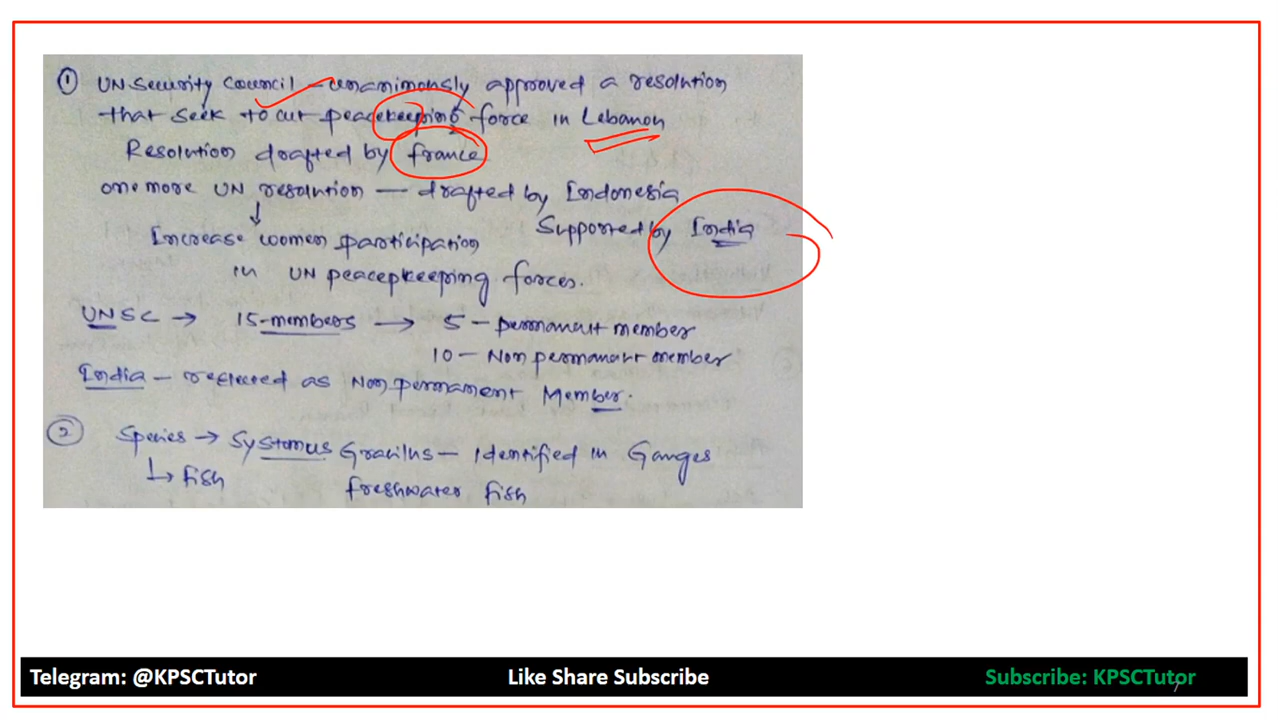 ① UN Security Council - unanimously approved a resolution
that seek to cut peacekeeping force in Lebanon
Resolution drafted by france
one more UN resolution — drafted by Indonesia
Supported by India
Increase women participation
in UN peacepkeeping forces.
UNSC → 15-members → 5 - permanent member
10 - Non permanant member
India - reelected as Non permanent Member.
② Species → Systomus Gracilus - Identified in Ganges
↳ fish freshwater fish
Telegram: @KPSCTutor Like Share Subscribe Subscribe: KPSCTutor